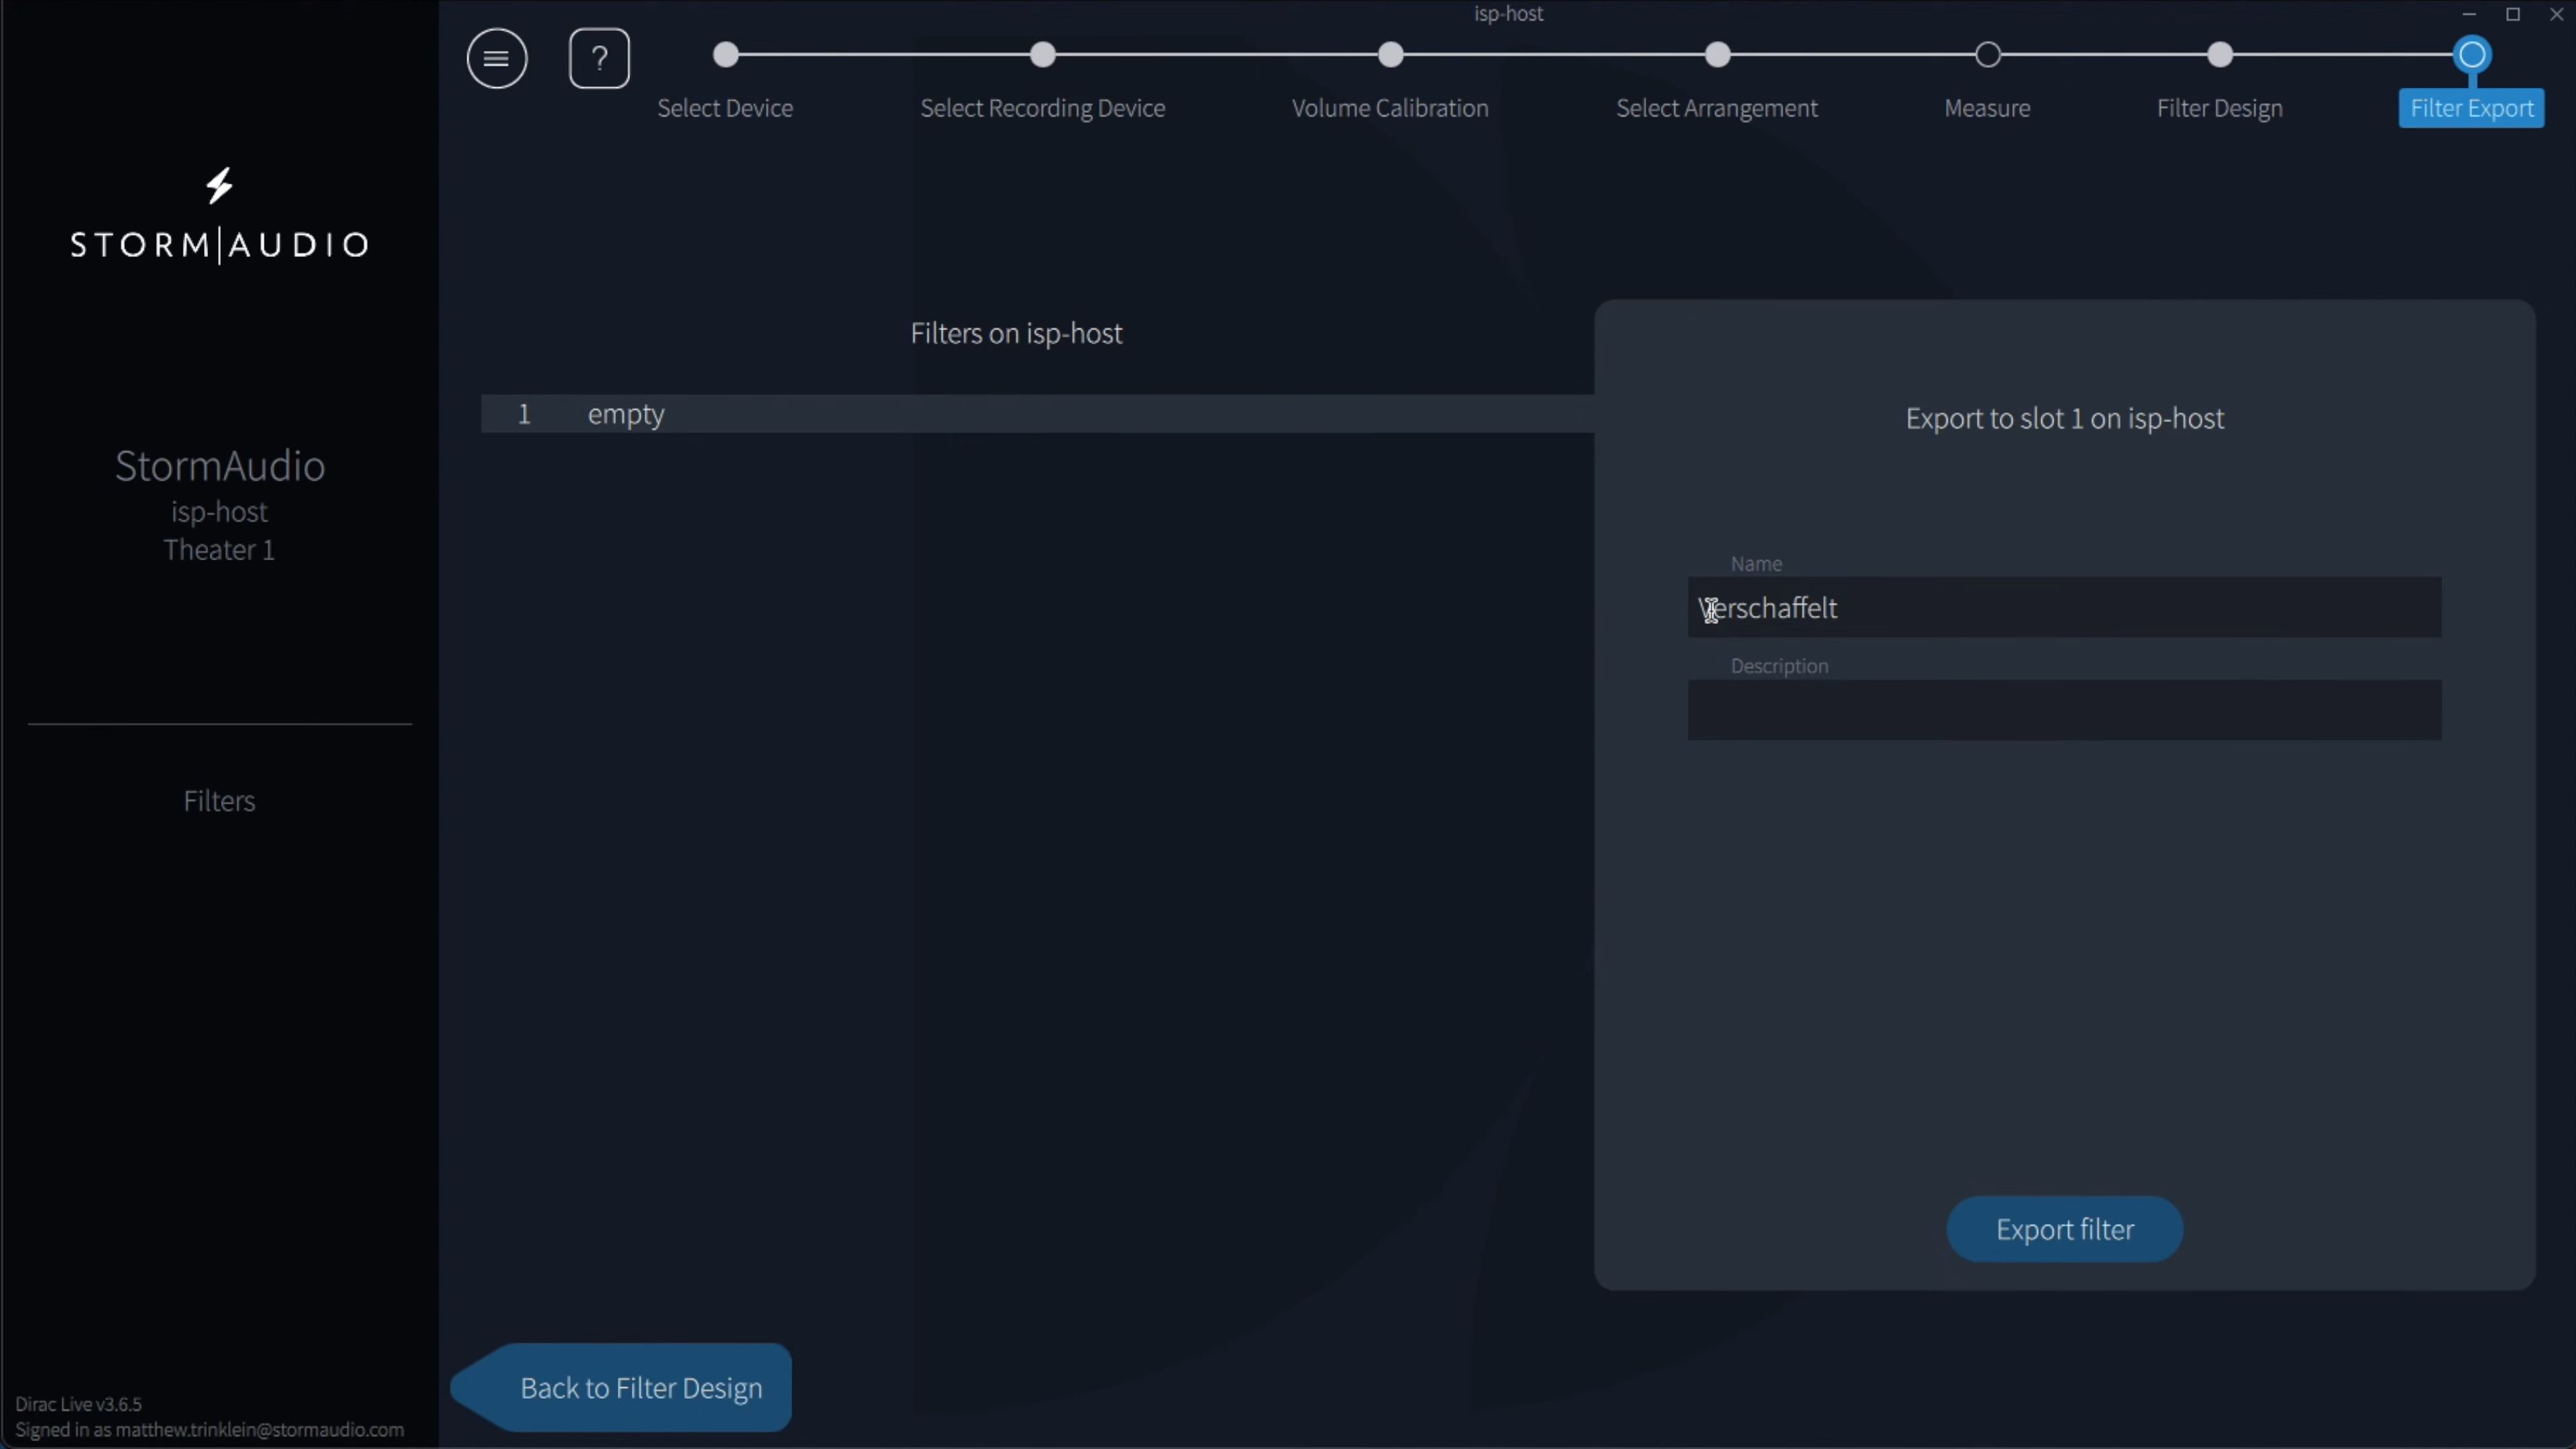 isp-host
?
Select Device
Select Recording Device
Volume Calibration
Select Arrangement
Measure
Filter Design
Filter Export
STORM|AUDIO
StormAudio
isp-host
Theater 1
Filters
Filters on isp-host
1 empty
Export to slot 1 on isp-host
Name
Verschaffelt
Description
Export filter
Back to Filter Design
Dirac Live v3.6.5
Signed in as matthew.trinklein@stormaudio.com